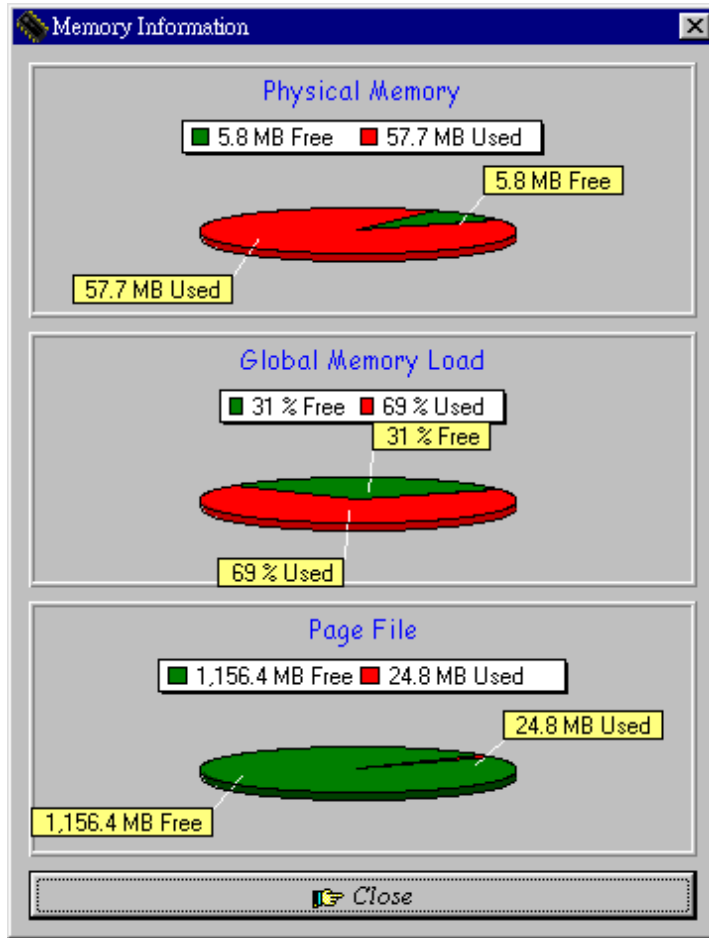 Memory Information
Physical Memory
5.8 MB Free 57.7 MB Used
5.8 MB Free
57.7 MB Used
Global Memory Load
31 % Free 69 % Used
31 % Free
69 % Used
Page File
1,156.4 MB Free 24.8 MB Used
24.8 MB Used
1,156.4 MB Free
Close